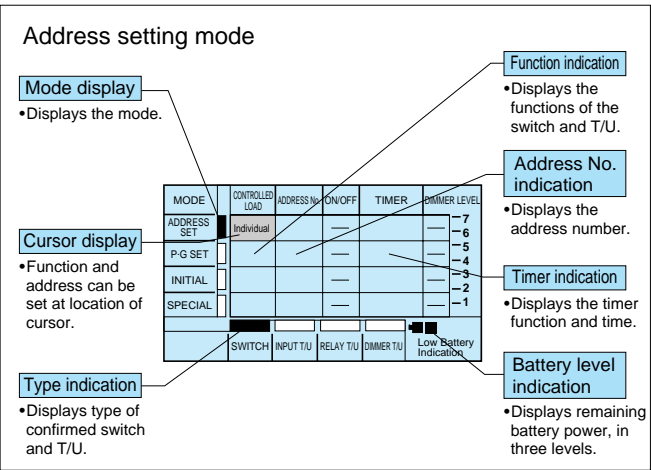 Address setting mode
Mode display
•Displays the mode.
Function indication
•Displays the
functions of the
switch and T/U.
Address No.
indication
•Displays the
address number.
Cursor display
•Function and
address can be
set at location of
cursor.
Timer indication
•Displays the timer
function and time.
Type indication
•Displays type of
confirmed switch
and T/U.
Battery level
indication
•Displays remaining
battery power, in
three levels.
MODE
CONTROLLED
LOAD
ADDRESS No.
ON/OFF
TIMER
DIMMER LEVEL
ADDRESS
SET
Individual
—
—
7
6
P·G SET
—
—
5
4
INITIAL
—
—
3
2
SPECIAL
—
—
1
SWITCH
INPUT T/U
RELAY T/U
DIMMER T/U
Low Battery
Indication